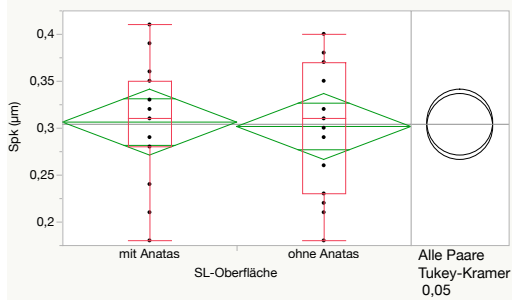 0,4
0,35
0,3
0,25
0,2
Spk (µm)
mit Anatas
ohne Anatas
SL-Oberfläche
Alle Paare
Tukey-Kramer
0,05